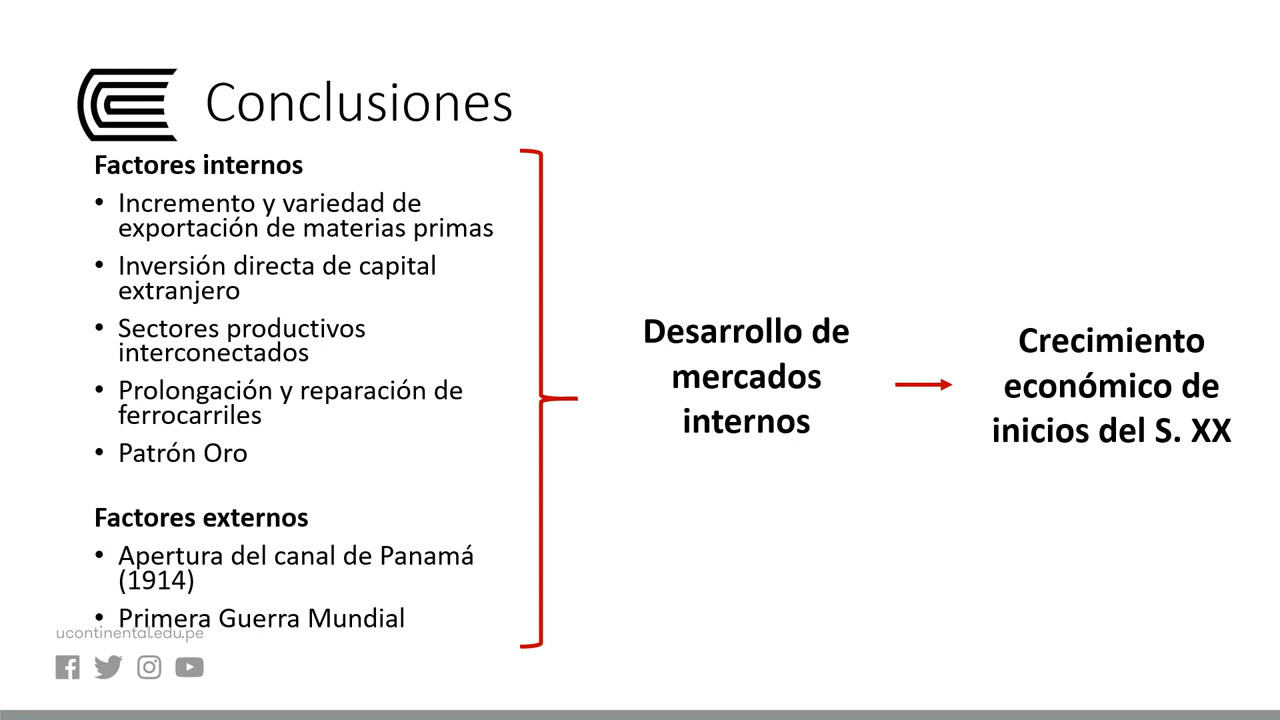 Conclusiones
Factores internos
• Incremento y variedad de
exportación de materias primas
• Inversión directa de capital
extranjero
• Sectores productivos
interconectados
• Prolongación y reparación de
ferrocarriles
• Patrón Oro
Factores externos
• Apertura del canal de Panamá
(1914)
• Primera Guerra Mundial
Desarrollo de
mercados
internos
Crecimiento
económico de
inicios del S. XX
ucontinental.edu.pe